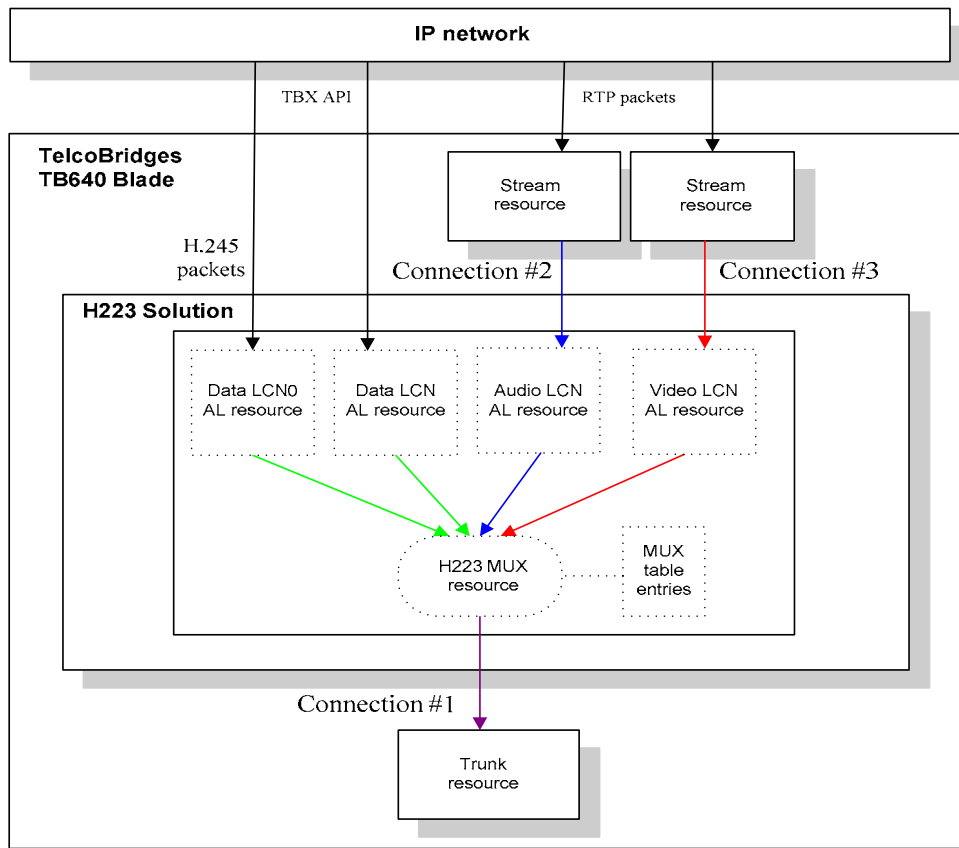 IP network
TBX API
RTP packets
TelcoBridges
TB640 Blade
Stream
resource
Stream
resource
H.245
packets
Connection #2
Connection #3
H223 Solution
Data LCN0
AL resource
Data LCN
AL resource
Audio LCN
AL resource
Video LCN
AL resource
H223 MUX
resource
MUX
table
entries
Connection #1
Trunk
resource